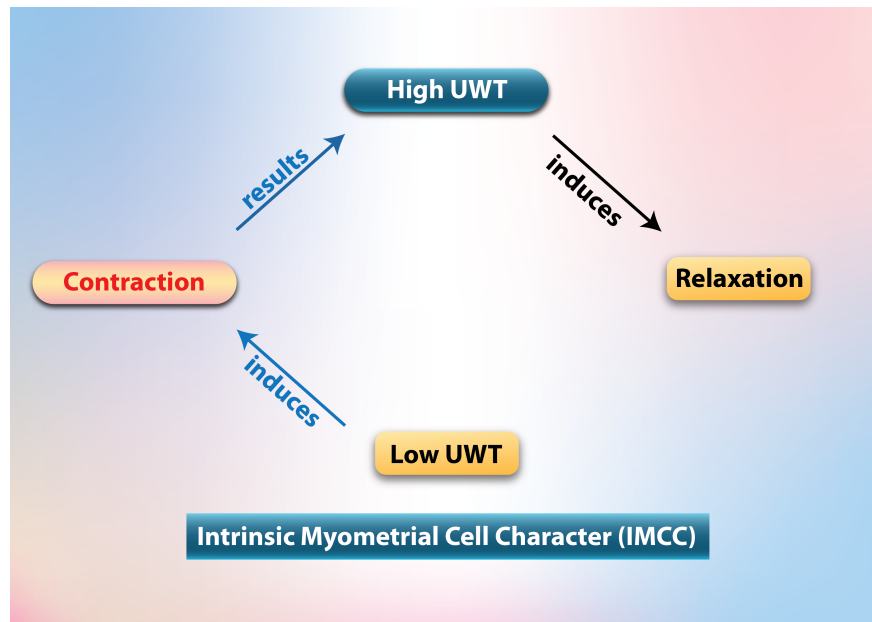 High UWT
results
induces
Contraction
Relaxation
induces
Low UWT
Intrinsic Myometrial Cell Character (IMCC)